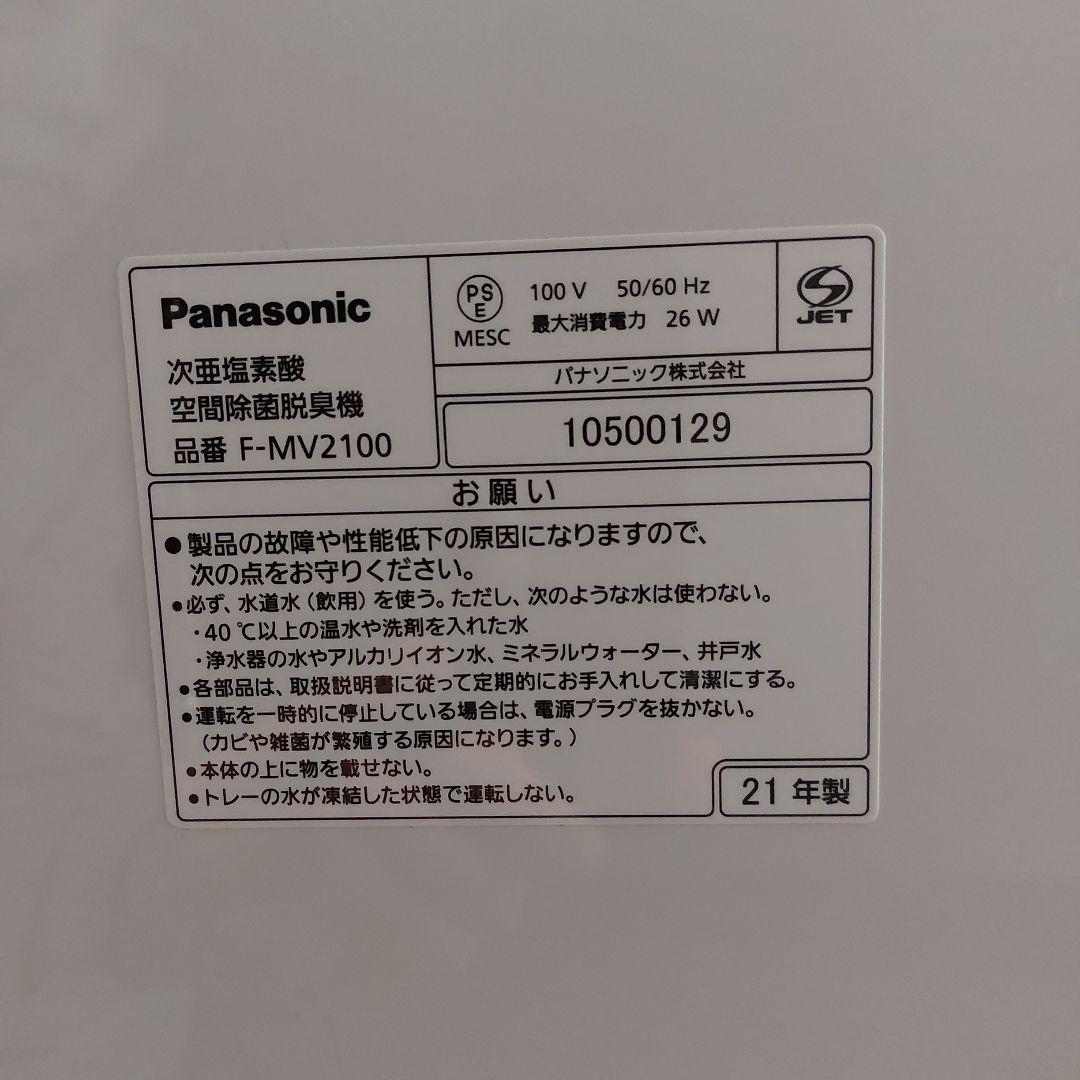 Panasonic
次亜塩素酸
空間除菌脱臭機
品番 F-MV2100
PSE
MESC
100 V 50/60 Hz
最大消費電力 26 W
S
JET
パナソニック株式会社
10500129
お願い
●製品の故障や性能低下の原因になりますので、
次の点をお守りください。
●必ず、水道水（飲用）を使う。ただし、次のような水は使わない。
・40 ℃以上の温水や洗剤を入れた水
・浄水器の水やアルカリイオン水、ミネラルウォーター、井戸水
●各部品は、取扱説明書に従って定期的にお手入れして清潔にする。
●運転を一時的に停止している場合は、電源プラグを抜かない。
（カビや雑菌が繁殖する原因になります。）
●本体の上に物を載せない。
●トレーの水が凍結した状態で運転しない。
21 年製